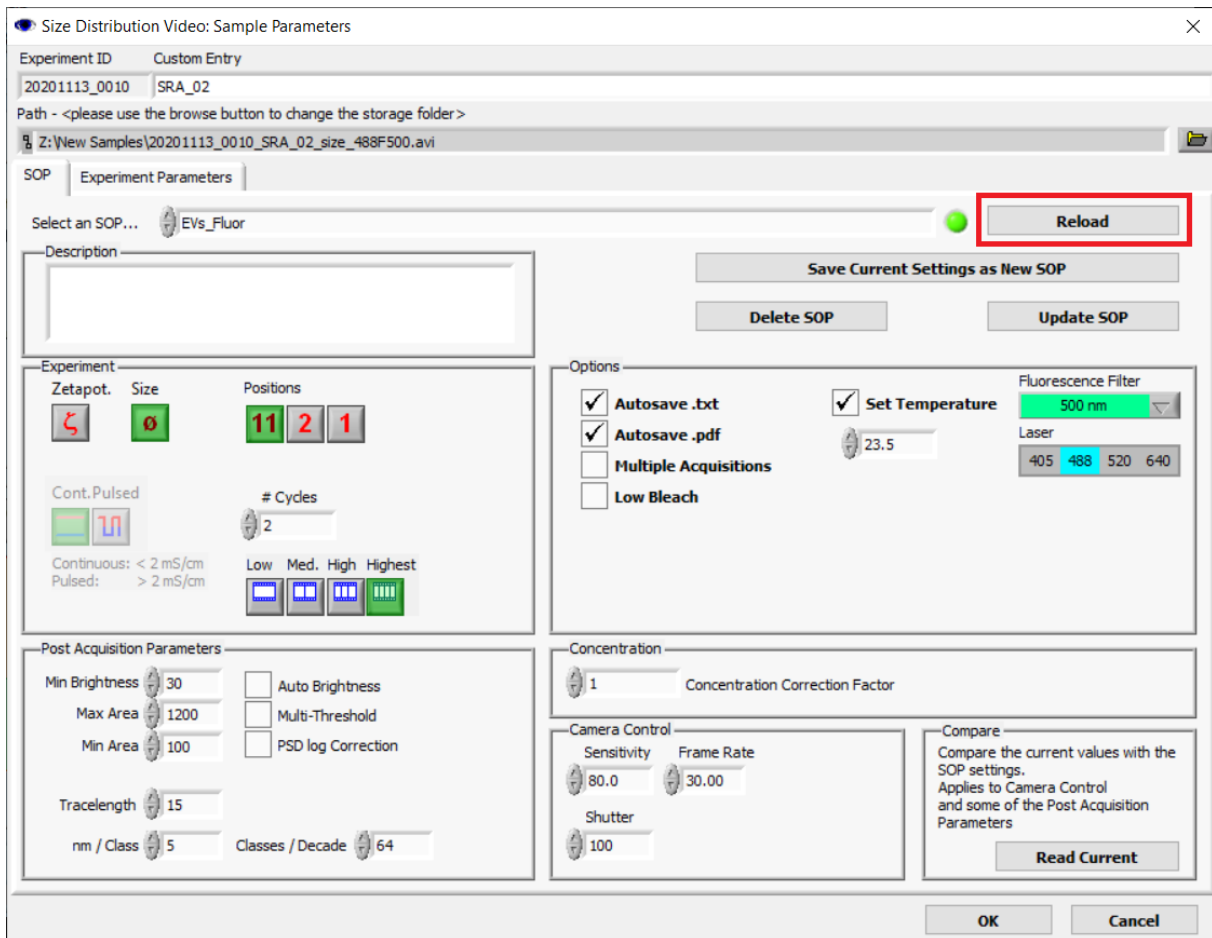 Size Distribution Video: Sample Parameters
Experiment ID Custom Entry
20201113_0010 SRA_02
Path - <please use the browse button to change the storage folder>
Z:\New Samples\20201113_0010_SRA_02_size_488F500.avi
SOP Experiment Parameters
Select an SOP... EVs_Fluor Reload
Description
Save Current Settings as New SOP
Delete SOP Update SOP
Experiment
Zetapot. Size Positions
ζ ø 11 2 1
Cont. Pulsed # Cycles
2
Continuous: < 2 mS/cm
Pulsed: > 2 mS/cm
Low Med. High Highest
Options
Autosave .txt
Autosave .pdf
Multiple Acquisitions
Low Bleach
Set Temperature
23.5
Fluorescence Filter
500 nm
Laser
405 488 520 640
Post Acquisition Parameters
Min Brightness 30 Auto Brightness
Max Area 1200 Multi-Threshold
Min Area 100 PSD log Correction
Tracelength 15
nm / Class 5 Classes / Decade 64
Concentration
1 Concentration Correction Factor
Camera Control
Sensitivity Frame Rate
80.0 30.00
Shutter
100
Compare
Compare the current values with the
SOP settings.
Applies to Camera Control
and some of the Post Acquisition
Parameters
Read Current
OK Cancel